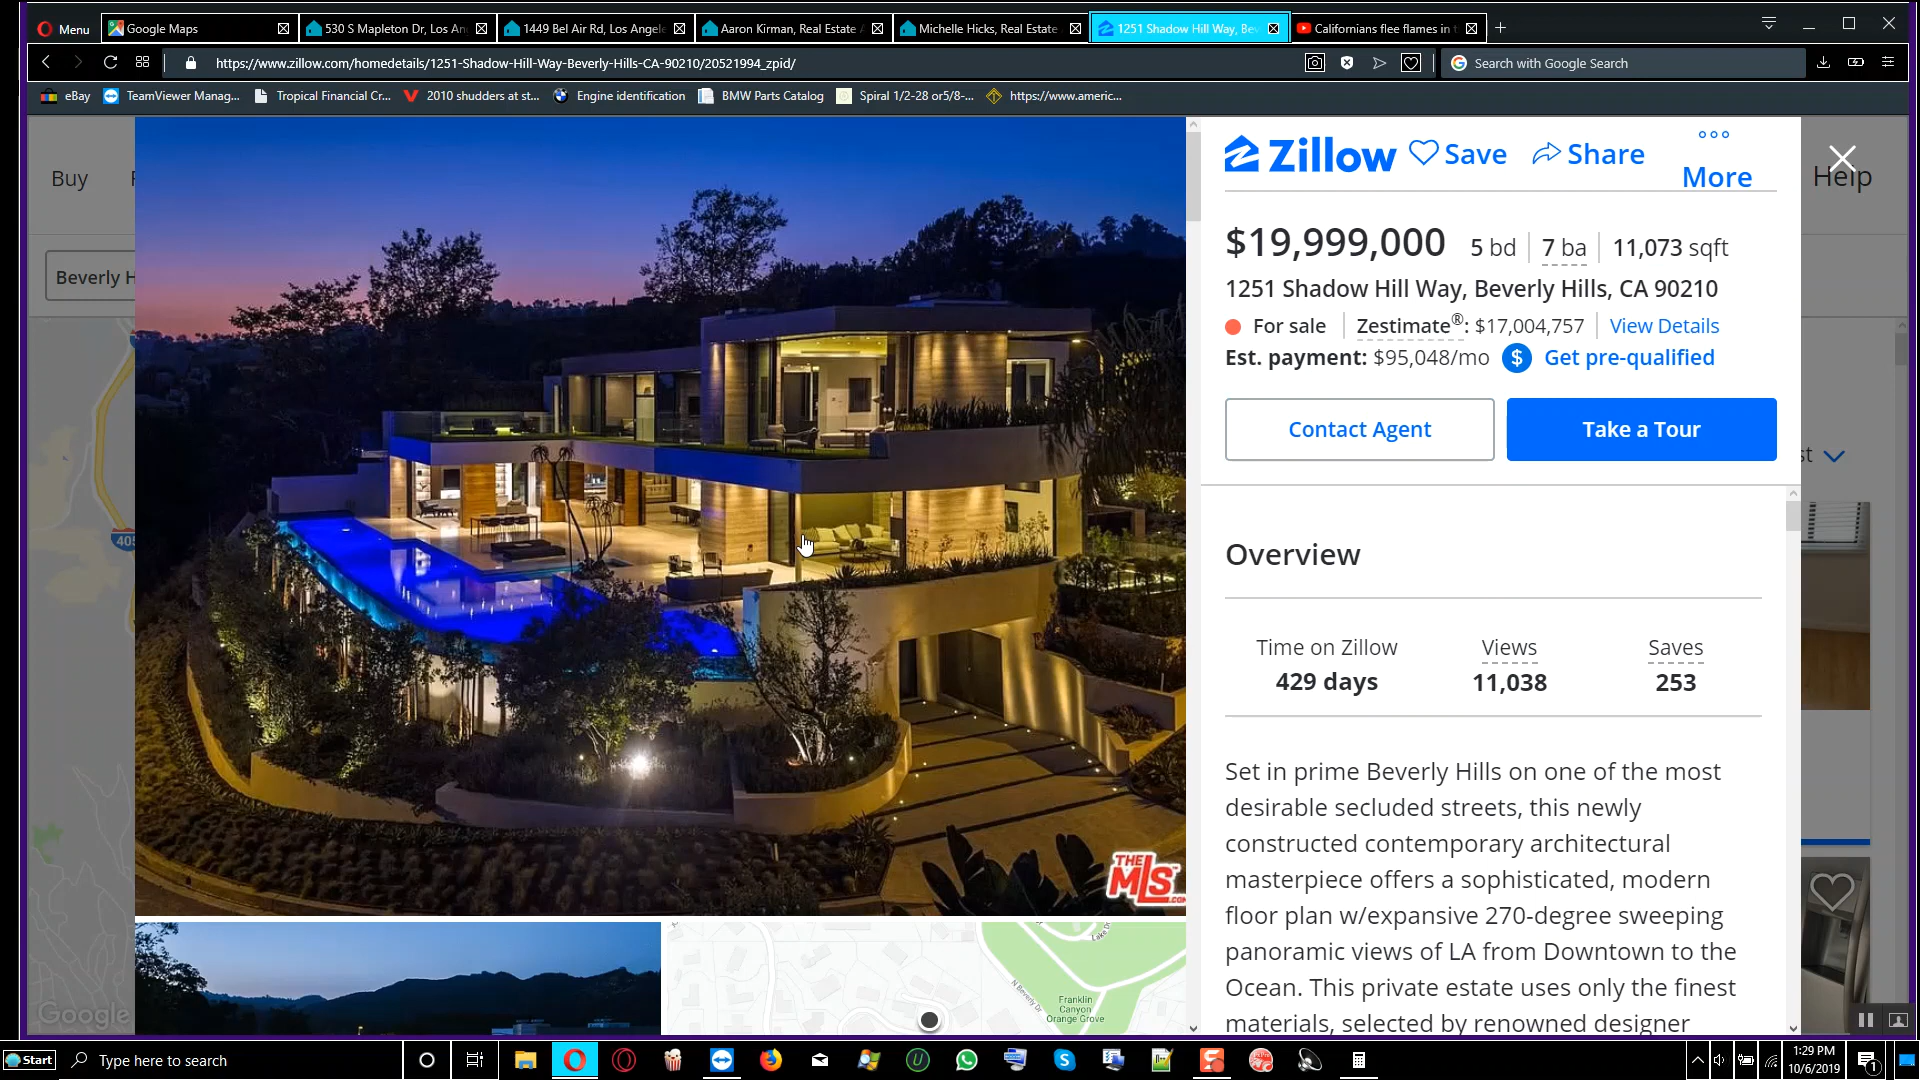 Menu
Google Maps
530 S Mapleton Dr, Los An
1449 Bel Air Rd, Los Angele
Aaron Kirman, Real Estate A
Michelle Hicks, Real Estate
1251 Shadow Hill Way, Bev
Californians flee flames in t
https://www.zillow.com/homedetails/1251-Shadow-Hill-Way-Beverly-Hills-CA-90210/20521994_zpid/
Search with Google Search
eBay
TeamViewer Manag...
Tropical Financial Cr...
2010 shudders at st...
Engine identification
BMW Parts Catalog
Spiral 1/2-28 or5/8-...
https://www.americ...
Buy
Help
Beverly H
405
Zillow
Save
Share
More
$19,999,000 5 bd 7 ba 11,073 sqft
1251 Shadow Hill Way, Beverly Hills, CA 90210
For sale Zestimate®: $17,004,757 View Details
Est. payment: $95,048/mo $ Get pre-qualified
Contact Agent
Take a Tour
st
Overview
Time on Zillow Views Saves
429 days 11,038 253
Set in prime Beverly Hills on one of the most
desirable secluded streets, this newly
constructed contemporary architectural
masterpiece offers a sophisticated, modern
floor plan w/expansive 270-degree sweeping
panoramic views of LA from Downtown to the
Ocean. This private estate uses only the finest
materials, selected by renowned designer
THE
MLS
.COM
N Beverly Dr
Lake D
Franklin
Canyon
Orange Grove
Google
Start
Type here to search
1:29 PM
10/6/2019
1